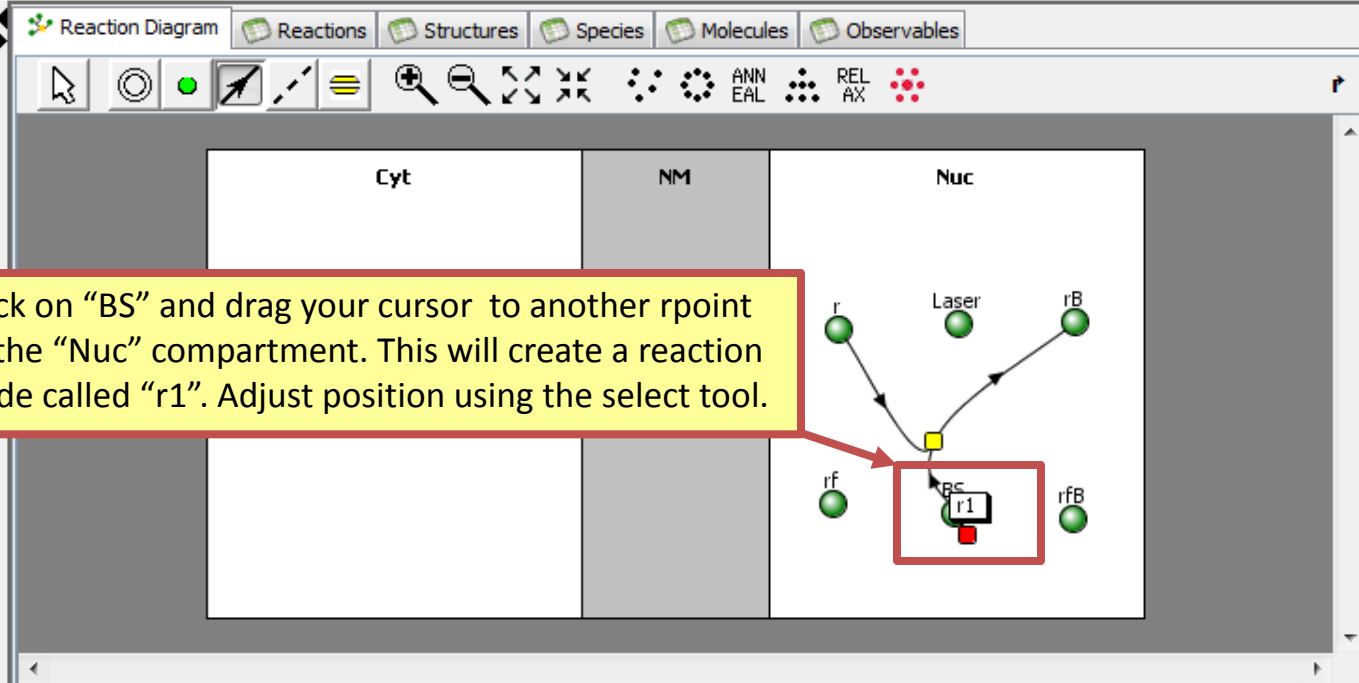 Reaction Diagram Reactions Structures Species Molecules Observables
ANN EAL REL AX
Cyt NM Nuc
ck on “BS” and drag your cursor to another rpoint
the “Nuc” compartment. This will create a reaction
de called “r1”. Adjust position using the select tool.
r Laser rB
rf BS rfB
r1